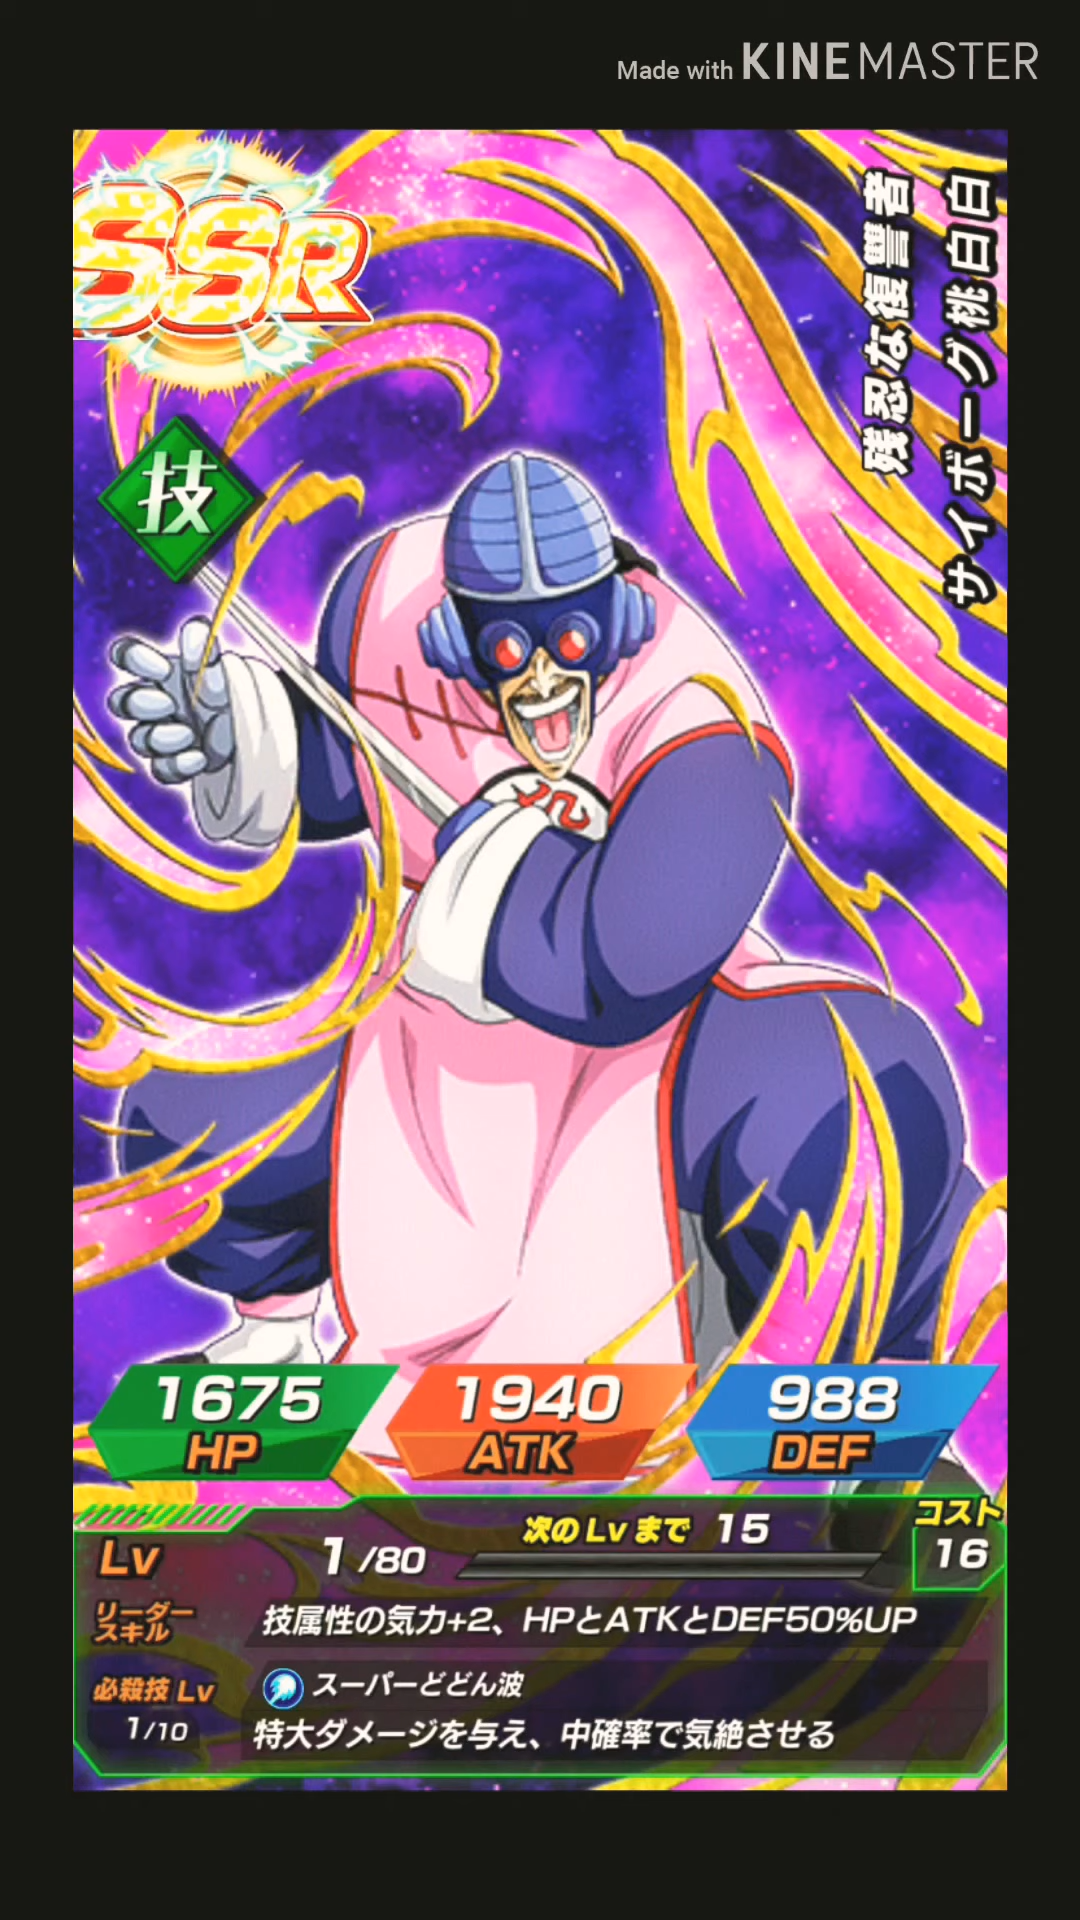 Made with KINEMASTER
SSR
残忍な復讐者
サイボーグ桃白白
技
1675
HP
1940
ATK
988
DEF
Lv
1/80
次のLvまで 15
コスト
16
リーダー
スキル
技属性の気力+2、HPとATKとDEF50%UP
必殺技Lv
1/10
スーパーどどん波
特大ダメージを与え、中確率で気絶させる